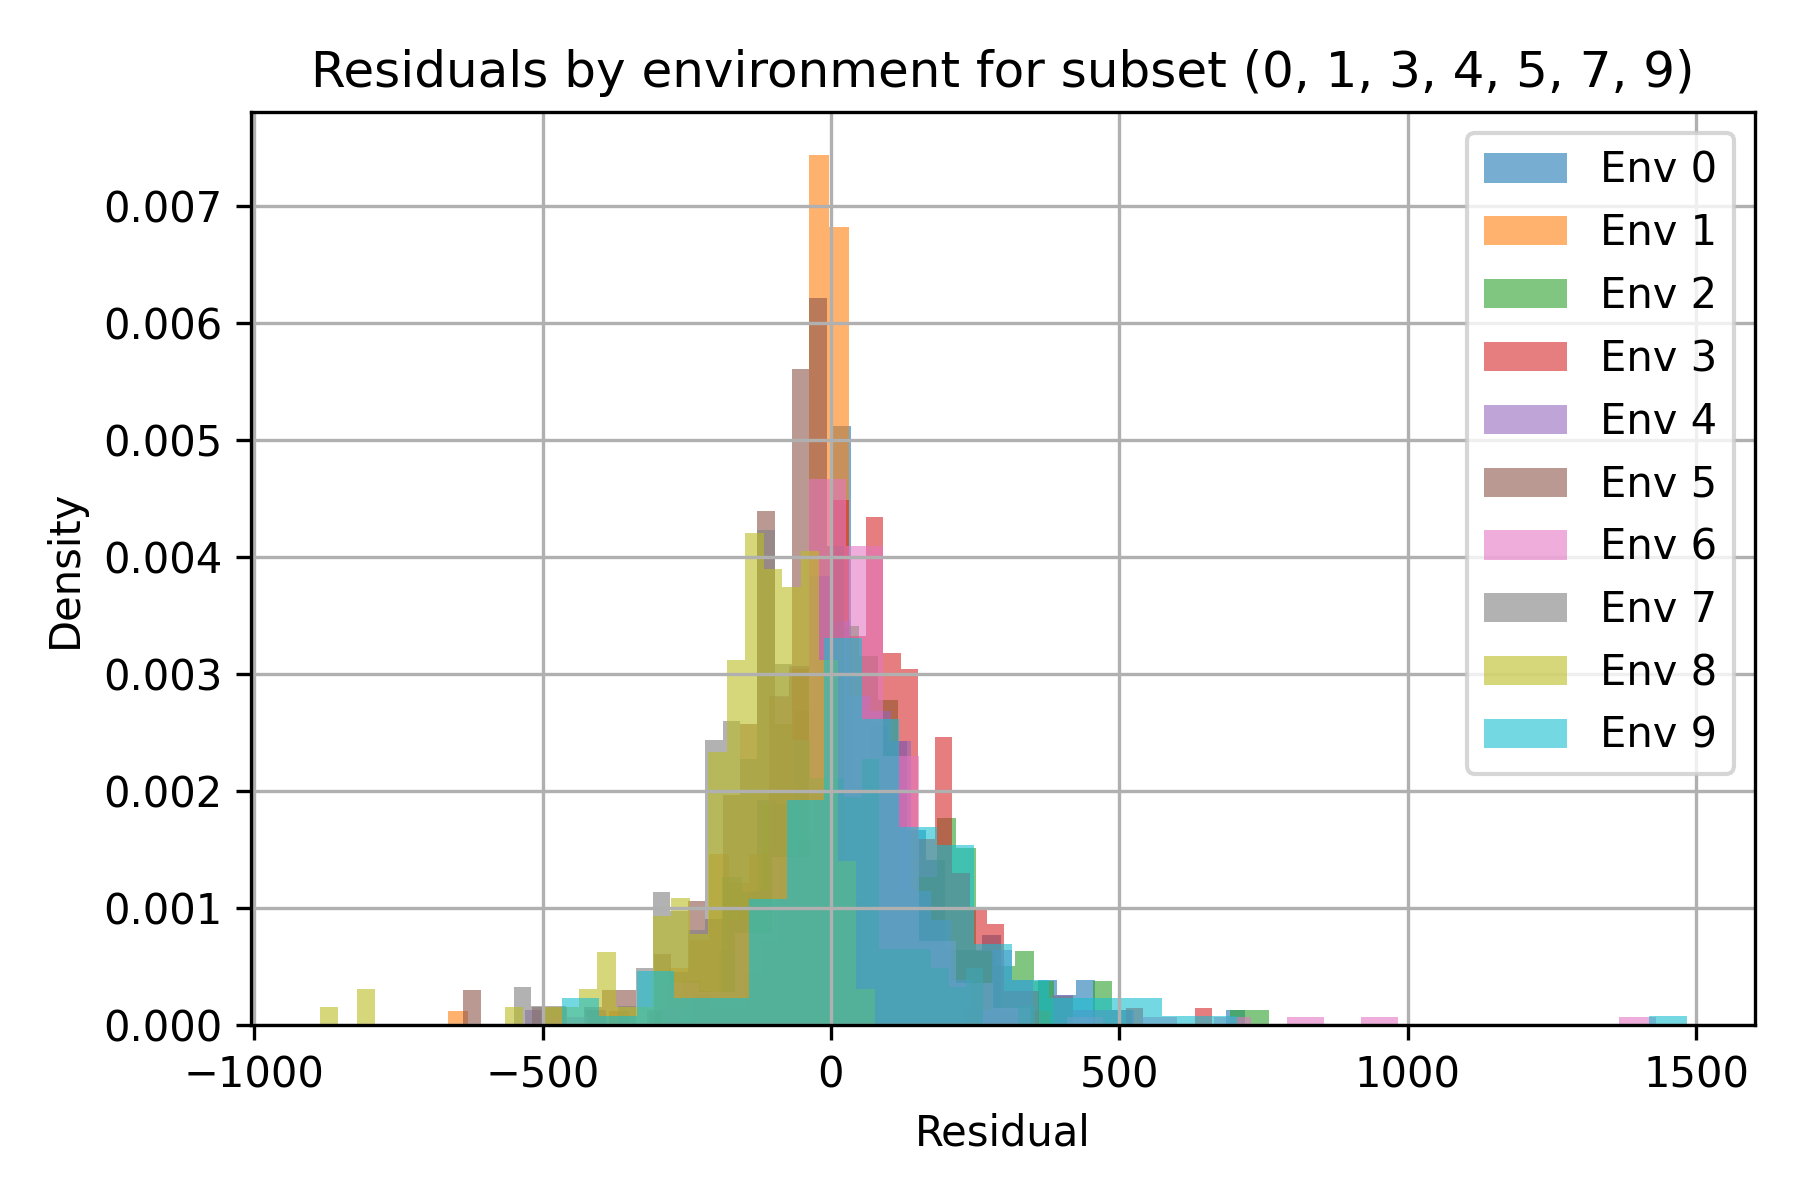 Residuals by environment for subset (0, 1, 3, 4, 5, 7, 9)
Density
0.007
0.006
0.005
0.004
0.003
0.002
0.001
0.000
−1000
−500
0
500
1000
1500
Residual
Env 0
Env 1
Env 2
Env 3
Env 4
Env 5
Env 6
Env 7
Env 8
Env 9